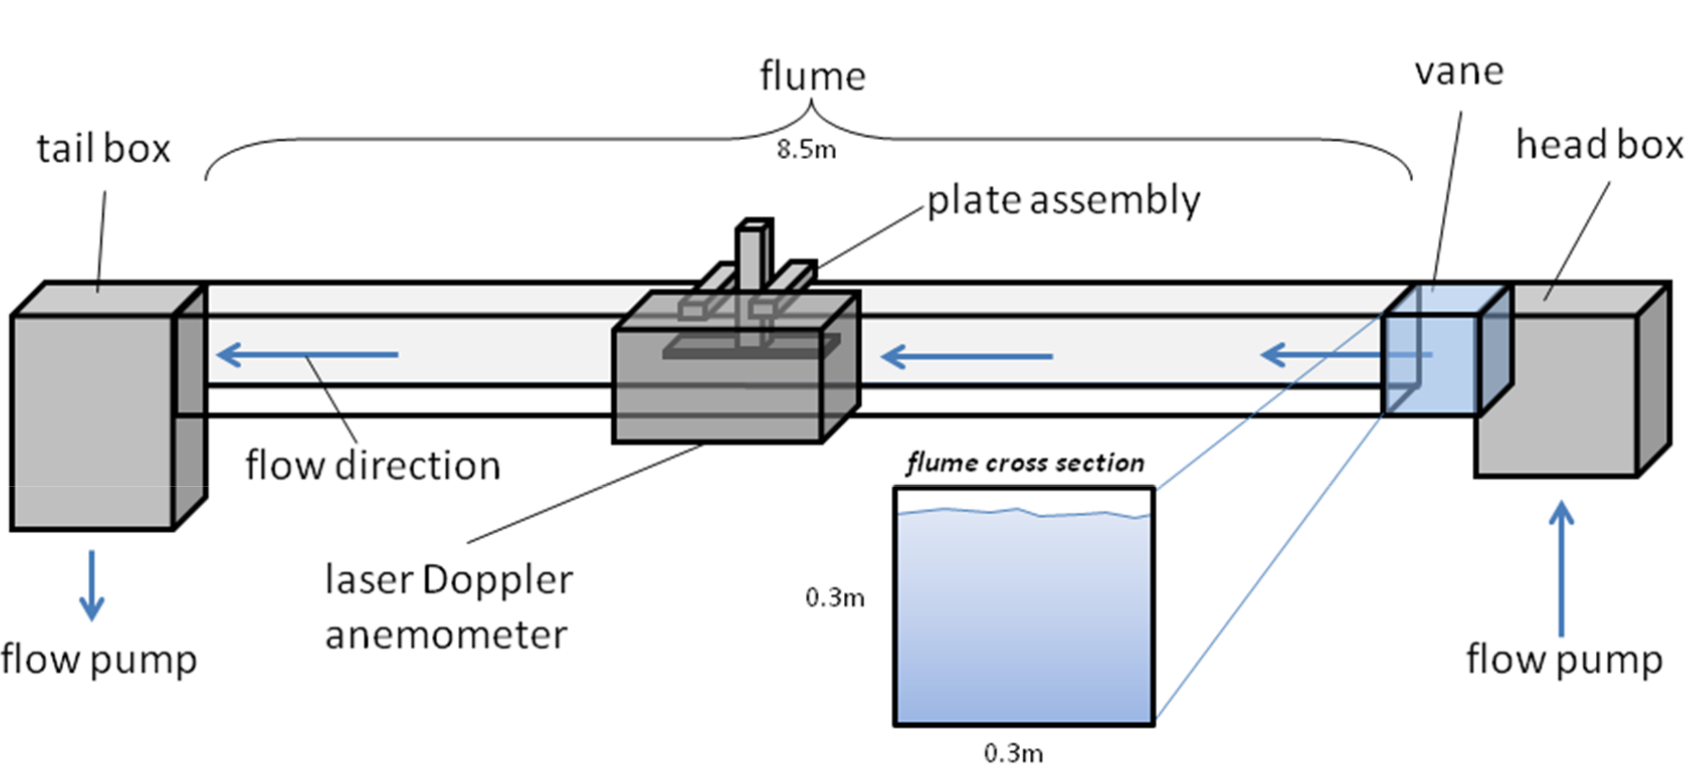 flume
vane
tail box
8.5m
head box
plate assembly
flow direction
flume cross section
laser Doppler
anemometer
0.3m
flow pump
flow pump
0.3m